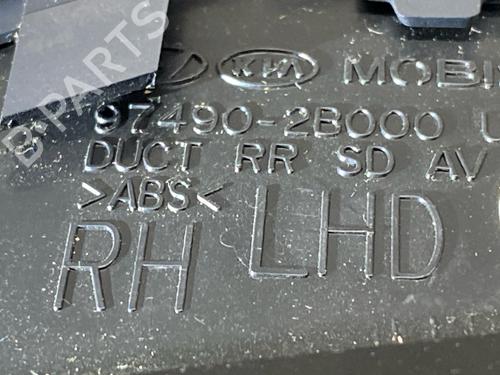 KIA MOBI
97490-2B000 U
DUCT RR SD AV
>ABS<
RH LHD
B-PARTS